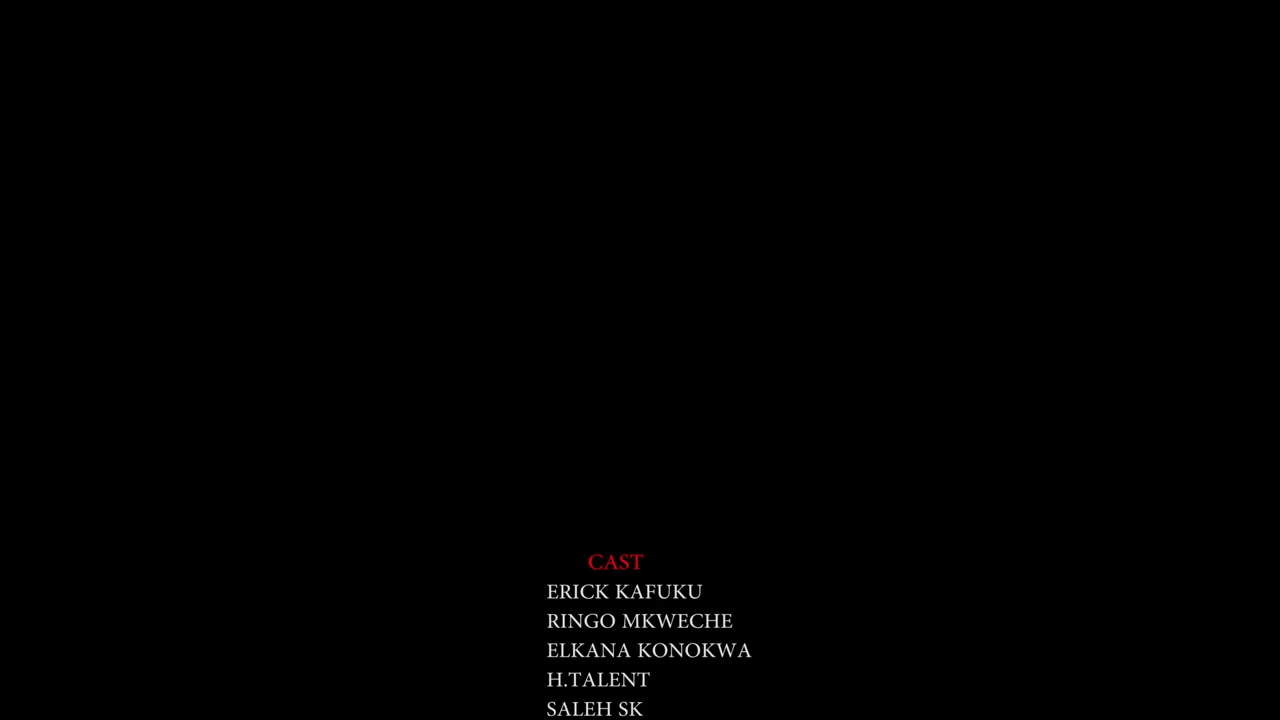 CAST
ERICK KAFUKU
RINGO MKWECHE
ELKANA KONOKWA
H.TALENT
SALEH SK